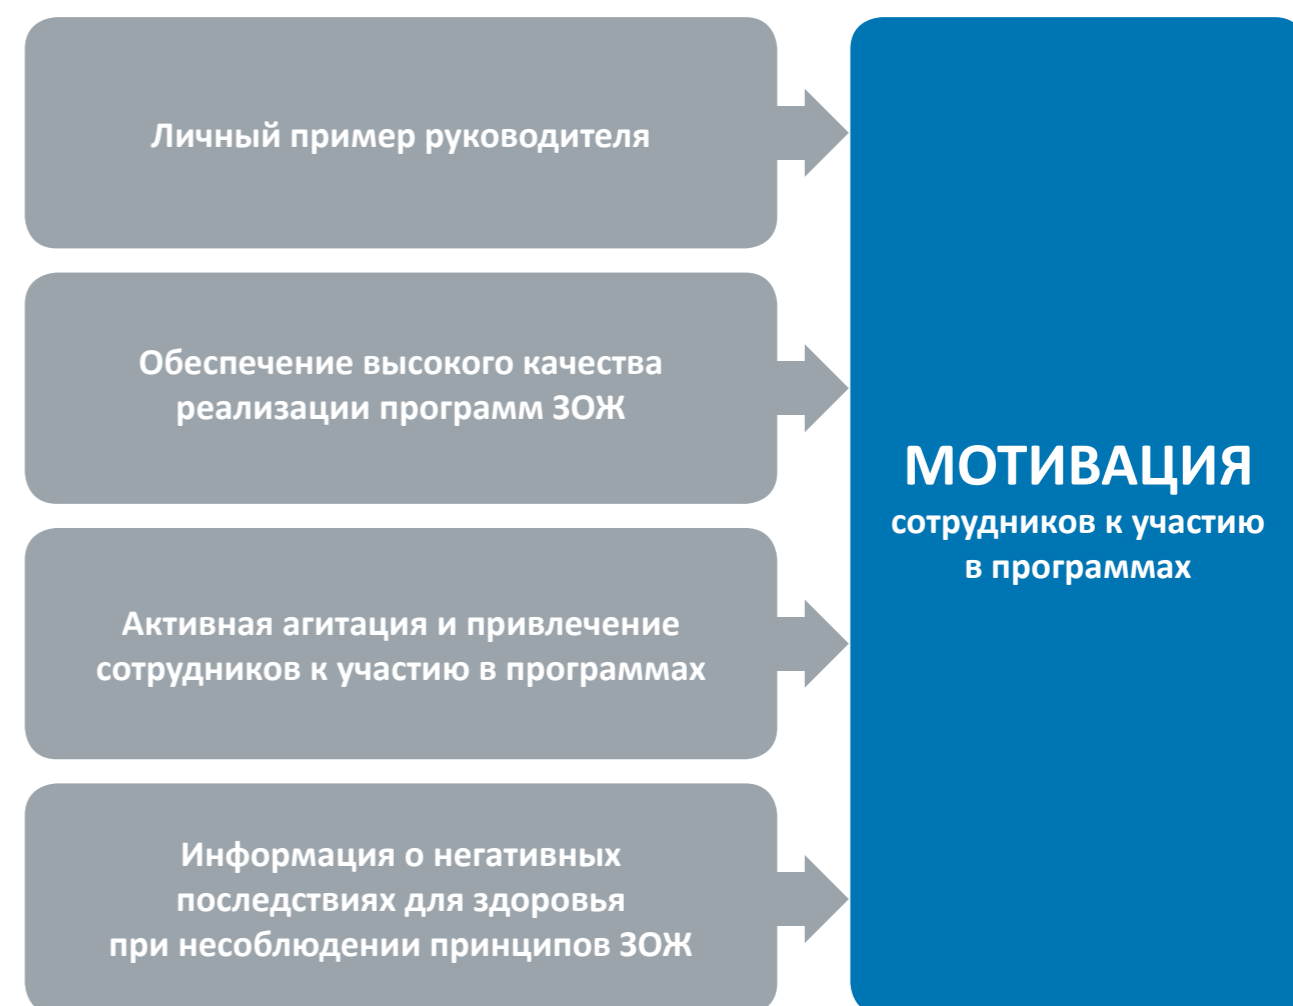 Личный пример руководителя
Обеспечение высокого качества
реализации программ ЗОЖ
Активная агитация и привлечение
сотрудников к участию в программах
Информация о негативных
последствиях для здоровья
при несоблюдении принципов ЗОЖ
МОТИВАЦИЯ
сотрудников к участию
в программах